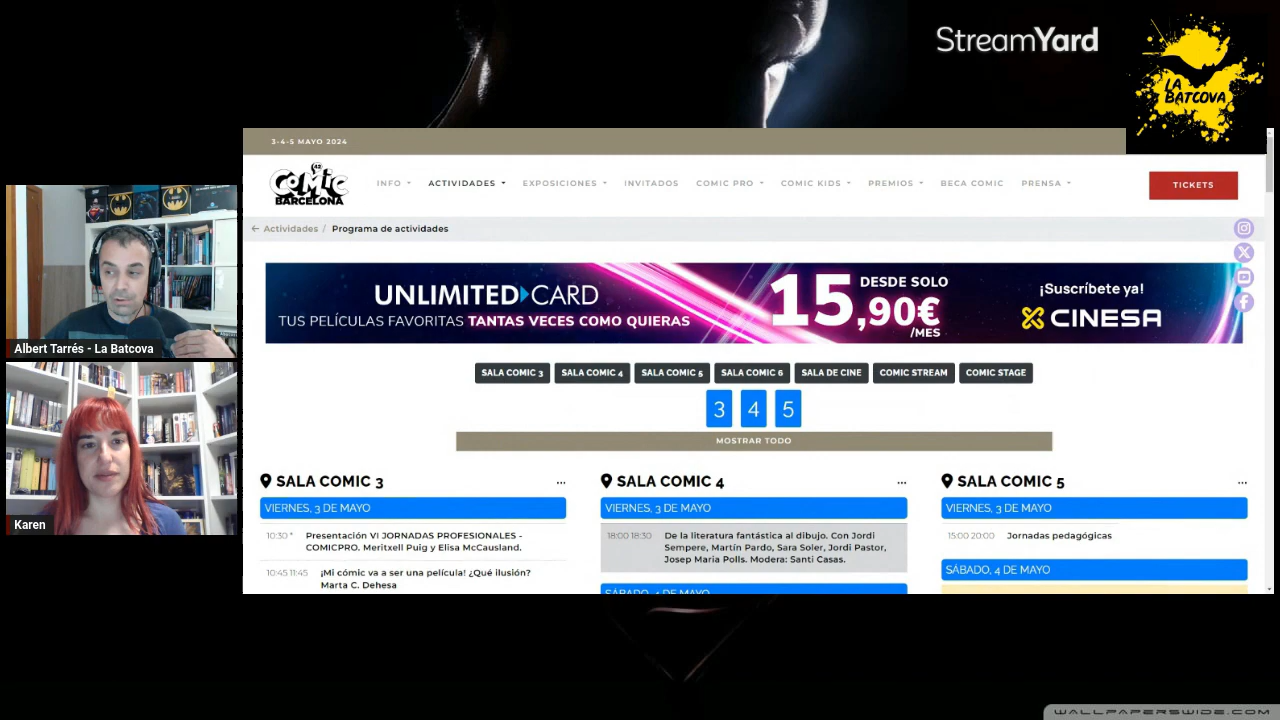 StreamYard
LA
BATCOVA
3-4-5 MAYO 2024
42
COMIC
BARCELONA
INFO
ACTIVIDADES
EXPOSICIONES
INVITADOS
COMIC PRO
COMIC KIDS
PREMIOS
BECA COMIC
PRENSA
TICKETS
← Actividades / Programa de actividades
UNLIMITED CARD
TUS PELÍCULAS FAVORITAS TANTAS VECES COMO QUIERAS
DESDE SOLO
15,90€
/MES
¡Suscríbete ya!
CINESA
SALA COMIC 3
SALA COMIC 4
SALA COMIC 5
SALA COMIC 6
SALA DE CINE
COMIC STREAM
COMIC STAGE
3 4 5
MOSTRAR TODO
SALA COMIC 3 ...
VIERNES, 3 DE MAYO
10:30 * Presentación VI JORNADAS PROFESIONALES -
COMICPRO. Meritxell Puig y Elisa McCausland.
10:45 11:45 ¡Mi cómic va a ser una película! ¿Qué ilusión?
Marta C. Dehesa
SALA COMIC 4 ...
VIERNES, 3 DE MAYO
18:00 18:30 De la literatura fantástica al dibujo. Con Jordi
Sempere, Martín Pardo, Sara Soler, Jordi Pastor,
Josep Maria Polls. Modera: Santi Casas.
SÁBADO, 4 DE MAYO
SALA COMIC 5 ...
VIERNES, 3 DE MAYO
15:00 20:00 Jornadas pedagógicas
SÁBADO, 4 DE MAYO
Albert Tarrés - La Batcova
Karen
WALLPAPERSWIDE.COM